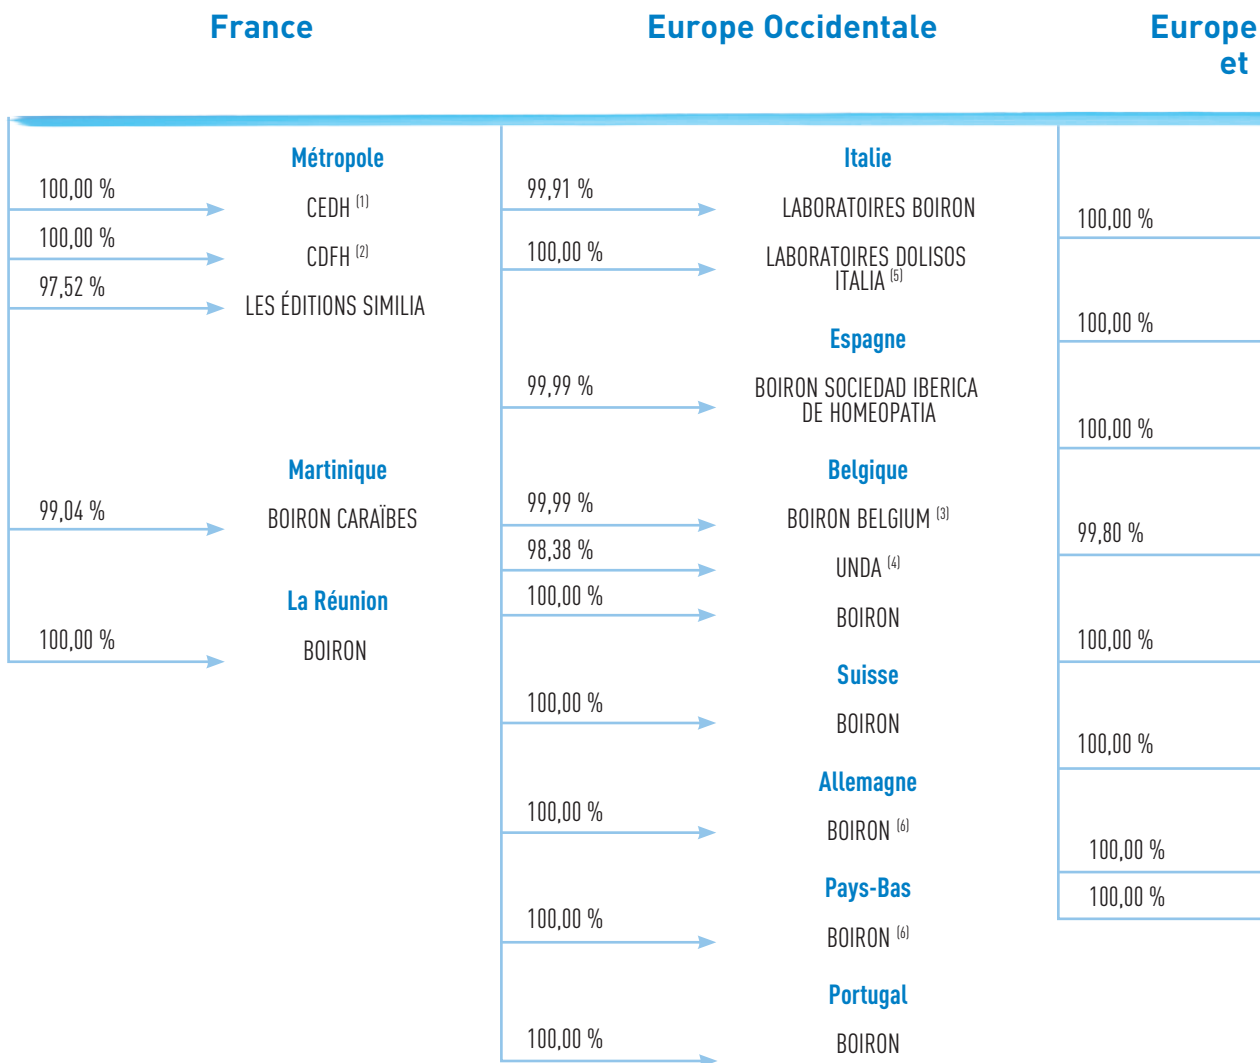 France
Europe Occidentale
Europe
et
Métropole
100,00 %
CEDH (1)
100,00 %
CDFH (2)
97,52 %
LES ÉDITIONS SIMILIA
Martinique
99,04 %
BOIRON CARAÏBES
La Réunion
100,00 %
BOIRON
Italie
99,91 %
LABORATOIRES BOIRON
100,00 %
LABORATOIRES DOLISOS
ITALIA (5)
Espagne
99,99 %
BOIRON SOCIEDAD IBERICA
DE HOMEOPATIA
Belgique
99,99 %
BOIRON BELGIUM (3)
98,38 %
UNDA (4)
100,00 %
BOIRON
Suisse
100,00 %
BOIRON
Allemagne
100,00 %
BOIRON (6)
Pays-Bas
100,00 %
BOIRON (6)
Portugal
100,00 %
BOIRON
100,00 %
100,00 %
100,00 %
99,80 %
100,00 %
100,00 %
100,00 %
100,00 %